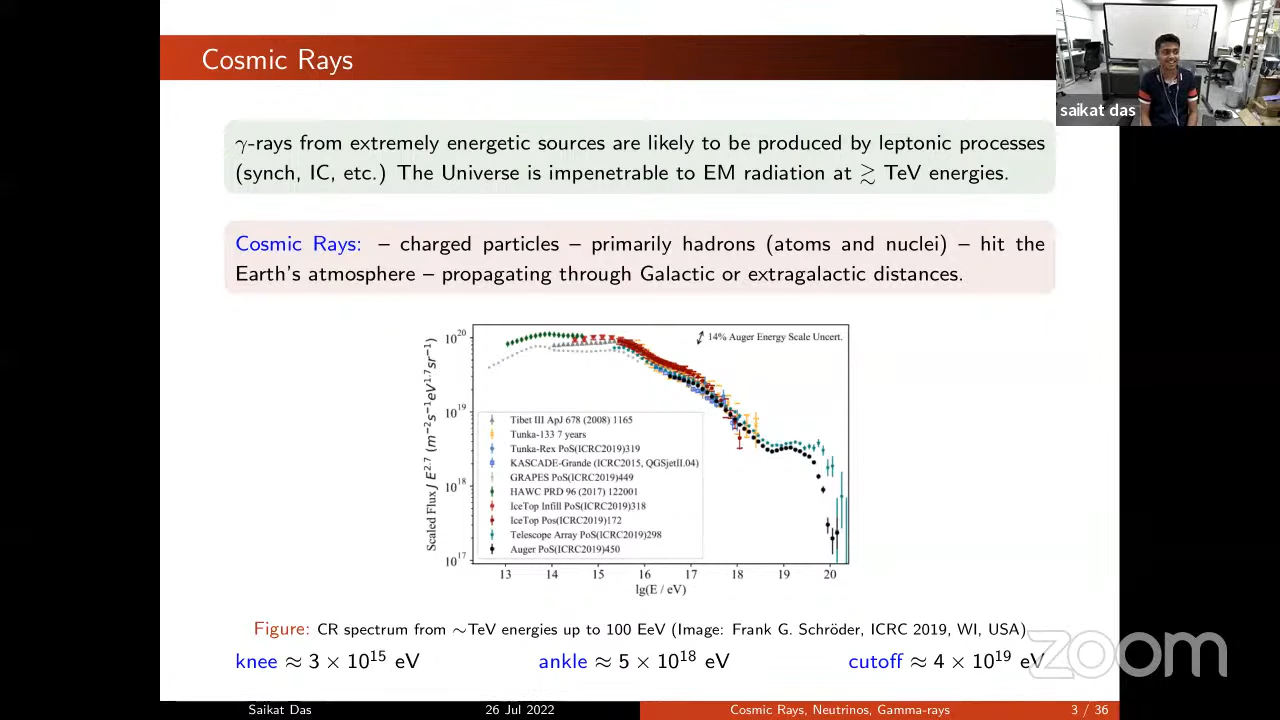 Cosmic Rays
saikat das
γ-rays from extremely energetic sources are likely to be produced by leptonic processes
(synch, IC, etc.) The Universe is impenetrable to EM radiation at ≳ TeV energies.
Cosmic Rays: – charged particles – primarily hadrons (atoms and nuclei) – hit the
Earth's atmosphere – propagating through Galactic or extragalactic distances.
14% Auger Energy Scale Uncert.
Scaled Flux J E^2.7 (m^−2 s^−1 eV^1.7 sr^−1)
10^20
10^19
10^18
10^17
Tibet III ApJ 678 (2008) 1165
Tunka-133 7 years
Tunka-Rex PoS(ICRC2019)319
KASCADE-Grande (ICRC2015, QGSjetII.04)
GRAPES PoS(ICRC2019)449
HAWC PRD 96 (2017) 122001
IceTop Infill PoS(ICRC2019)318
IceTop Pos(ICRC2019)172
Telescope Array PoS(ICRC2019)298
Auger PoS(ICRC2019)450
13 14 15 16 17 18 19 20
lg(E / eV)
Figure: CR spectrum from ∼TeV energies up to 100 EeV (Image: Frank G. Schröder, ICRC 2019, WI, USA)
knee ≈ 3 × 10^15 eV ankle ≈ 5 × 10^18 eV cutoff ≈ 4 × 10^19 eV
zoom
Saikat Das 26 Jul 2022 Cosmic Rays, Neutrinos, Gamma-rays 3 / 36